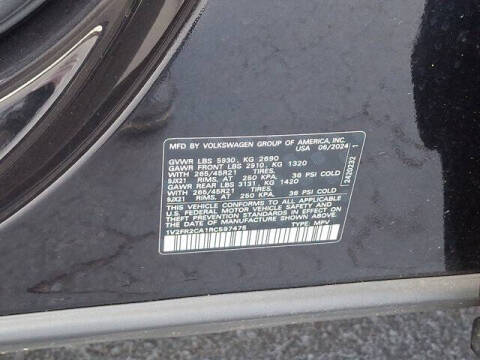 MFD BY VOLKSWAGEN GROUP OF AMERICA, INC.
USA 06/2024
GVWR LBS 5930, KG 2690
GAWR FRONT LBS 2910, KG 1320
WITH 265/45R21 TIRES,
9JX21 RIMS, AT 250 KPA, 36 PSI COLD
GAWR REAR LBS 3131, KG 1420
WITH 265/45R21 TIRES,
9JX21 RIMS, AT 250 KPA, 36 PSI COLD
THIS VEHICLE CONFORMS TO ALL APPLICABLE
FEDERAL MOTOR VEHICLE SAFETY, BUMPER, AND
THEFT PREVENTION STANDARDS IN EFFECT ON THE
DATE OF MANUFACTURE SHOWN ABOVE.
1V2FR2CA1RC597476 TYPE: MPV
2420232 1